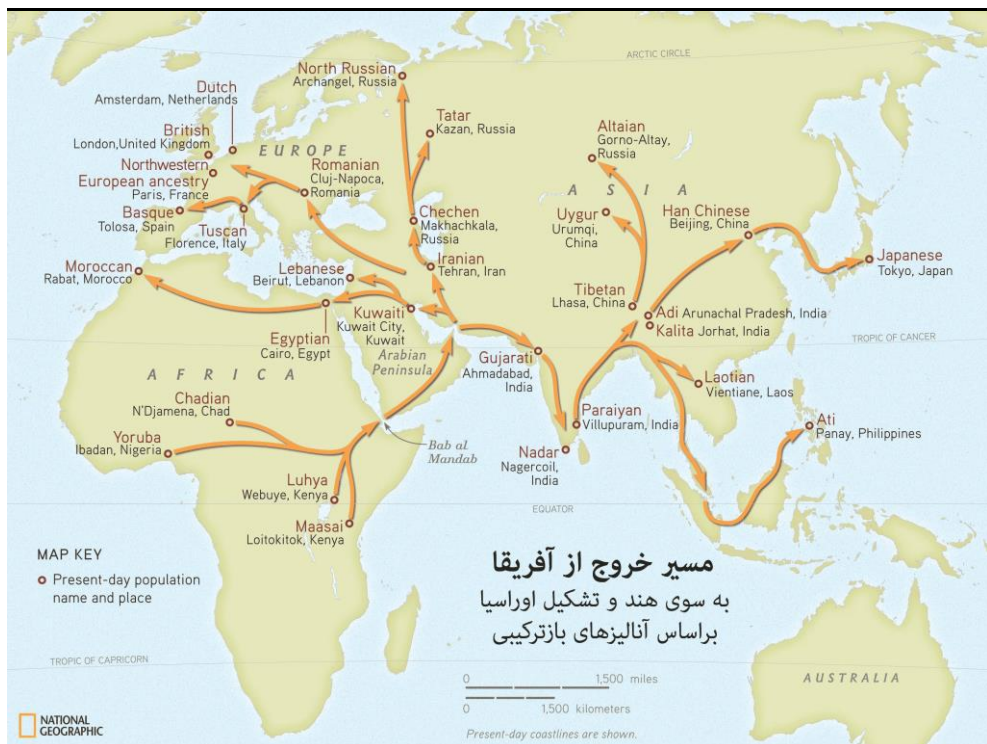 ARCTIC CIRCLE
North Russian
Archangel, Russia
Dutch
Amsterdam, Netherlands
British
London,United Kingdom
EUROPE
Northwestern
European ancestry
Paris, France
Romanian
Cluj-Napoca,
Romania
Basque
Tolosa, Spain
Tuscan
Florence, Italy
Tatar
Kazan, Russia
Altaian
Gorno-Altay,
Russia
ASIA
Uygur
Urumqi,
China
Han Chinese
Beijing, China
Chechen
Makhachkala,
Russia
Japanese
Tokyo, Japan
Moroccan
Rabat, Morocco
Lebanese
Beirut, Lebanon
Iranian
Tehran, Iran
Tibetan
Lhasa, China
Adi Arunachal Pradesh, India
Kalita Jorhat, India
Egyptian
Cairo, Egypt
Kuwaiti
Kuwait City,
Kuwait
Arabian
Peninsula
TROPIC OF CANCER
Gujarati
Ahmadabad,
India
AFRICA
Chadian
N'Djamena, Chad
Laotian
Vientiane, Laos
Yoruba
Ibadan, Nigeria
Bab al
Mandab
Paraiyan
Villupuram, India
Ati
Panay, Philippines
Nadar
Nagercoil,
India
Luhya
Webuye, Kenya
EQUATOR
Maasai
Loitokitok, Kenya
MAP KEY
Present-day population
name and place
مسیر خروج از آفریقا
به سوی هند و تشکیل اوراسیا
براساس آنالیزهای بازترکیبی
TROPIC OF CAPRICORN
0 1,500 miles
0 1,500 kilometers
Present-day coastlines are shown.
AUSTRALIA
NATIONAL
GEOGRAPHIC